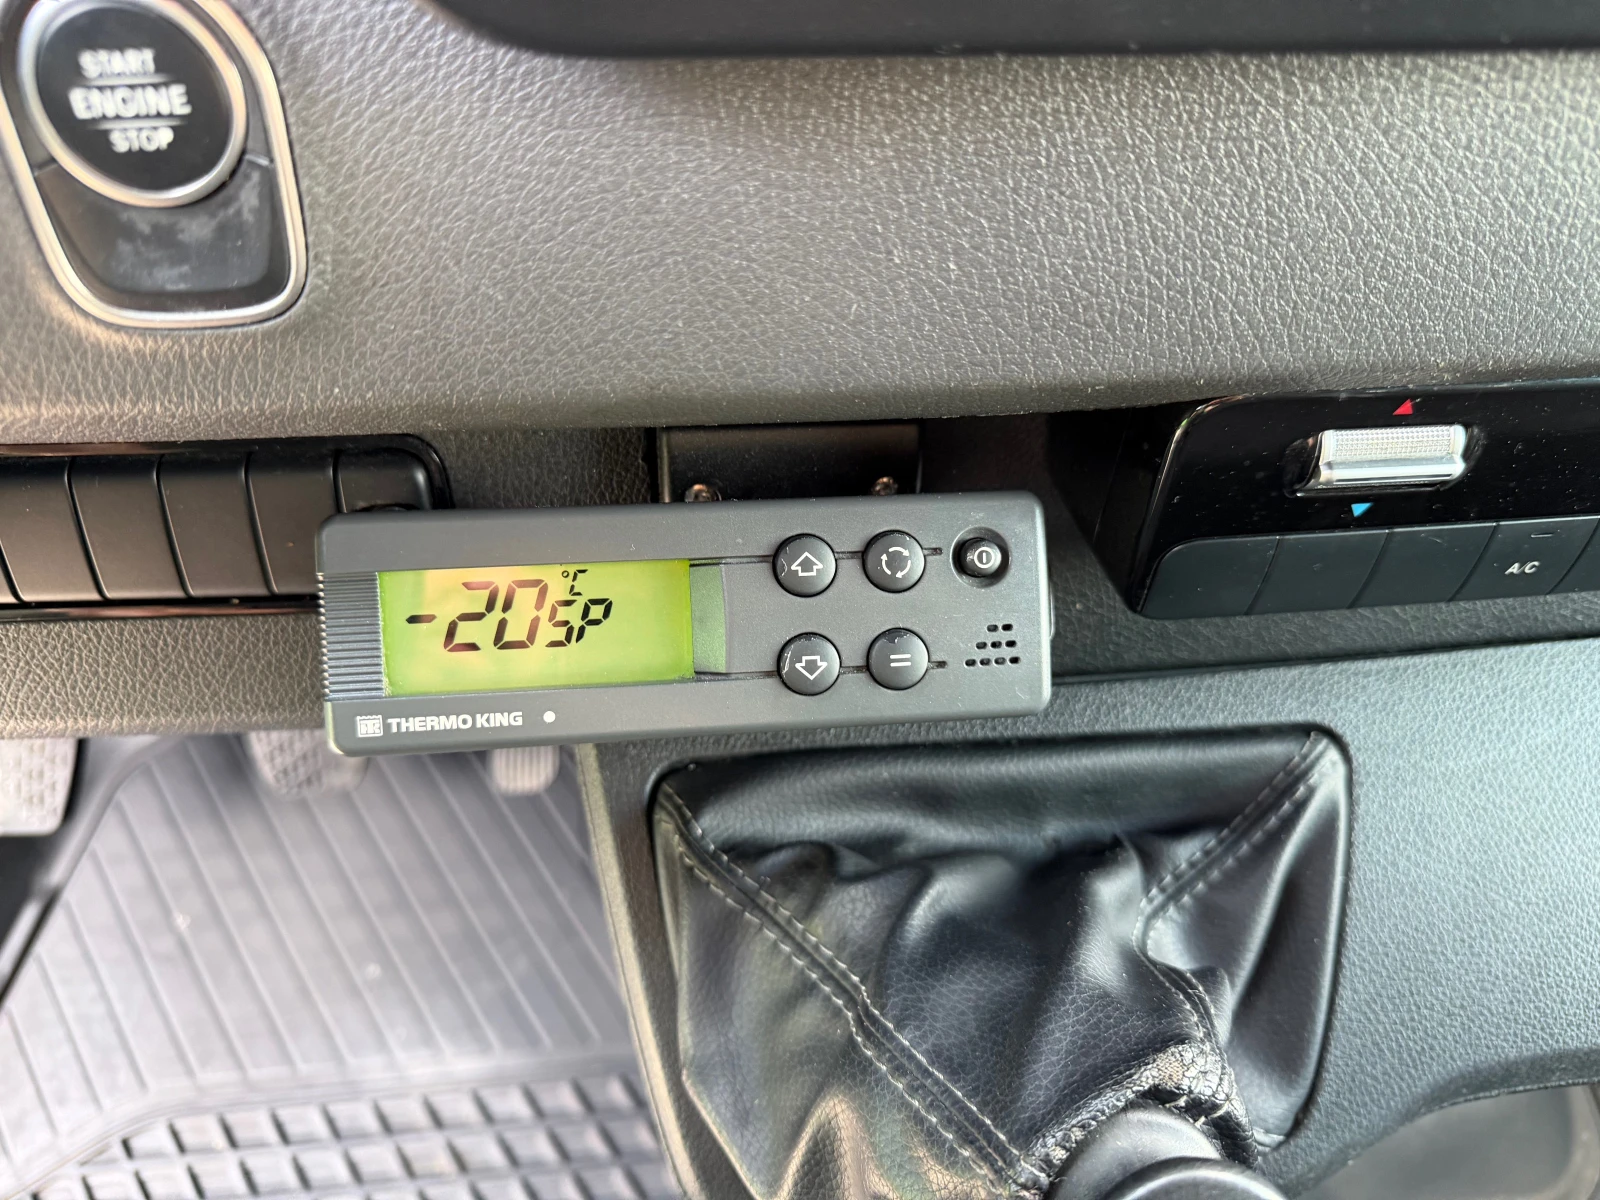 START
ENGINE
STOP
-20 °C SP
THERMO KING
A/C